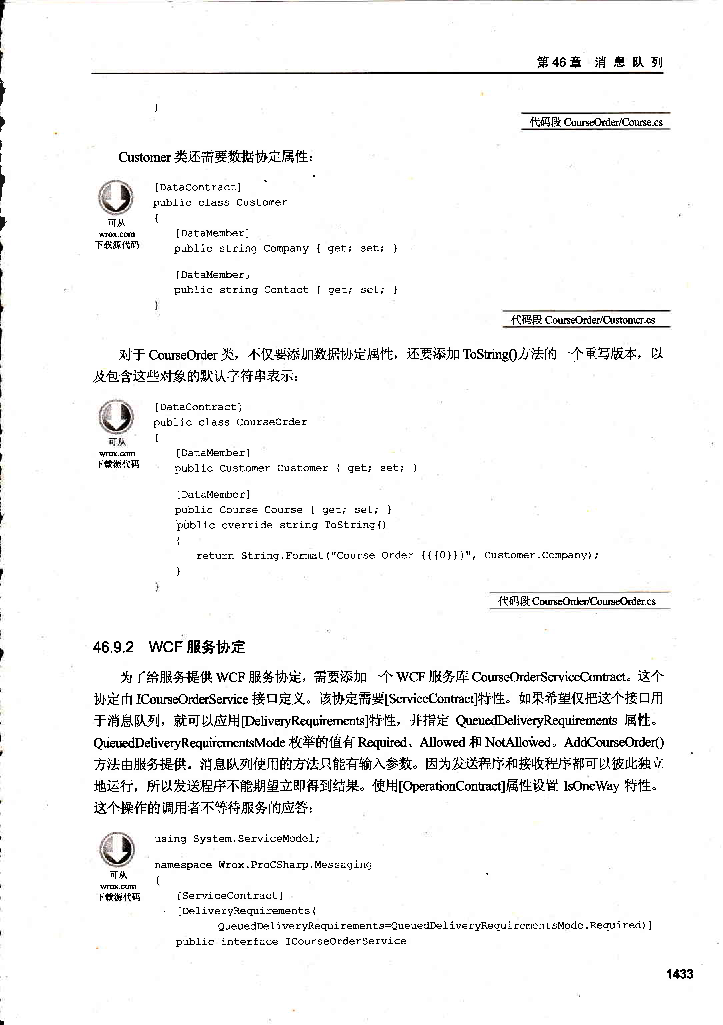 第46章 消息队列
}
代码段 CourseOrder/Course.cs
Customer 类还需要数据协定属性：
[DataContract]
public class Customer
{
可从
wrox.com
下载源代码
[DataMember]
public string Company { get; set; }
[DataMember]
public string Contact { get; set; }
}
代码段 CourseOrder/Customer.cs
对于 CourseOrder 类，不仅要添加数据协定属性，还要添加 ToString()方法的一个重写版本，以
及包含这些对象的默认字符串表示：
[DataContract]
public class CourseOrder
{
可从
wrox.com
下载源代码
[DataMember]
public Customer Customer { get; set; }
[DataMember]
public Course Course { get; set; }
public override string ToString()
{
return String.Format("Course Order {{{0}}}", Customer.Company);
}
}
代码段 CourseOrder/CourseOrder.cs
46.9.2 WCF 服务协定
为了给服务提供 WCF 服务协定，需要添加一个 WCF 服务库 CourseOrderServiceContract。这个
协定由 ICourseOrderService 接口定义。该协定需要[ServiceContract]特性。如果希望仅把这个接口用
于消息队列，就可以应用[DeliveryRequirements]特性，并指定 QueuedDeliveryRequirements 属性。
QueuedDeliveryRequirementsMode 枚举的值有 Required、Allowed 和 NotAllowed。AddCourseOrder()
方法由服务提供。消息队列使用的方法只能有输入参数。因为发送程序和接收程序都可以彼此独立
地运行，所以发送程序不能期望立即得到结果。使用[OperationContract]属性设置 IsOneWay 特性。
这个操作的调用者不等待服务的应答：
using System.ServiceModel;
namespace Wrox.ProCSharp.Messaging
{
可从
wrox.com
下载源代码
[ServiceContract]
[DeliveryRequirements(
QueuedDeliveryRequirements=QueuedDeliveryRequirementsMode.Required)]
public interface ICourseOrderService
1433